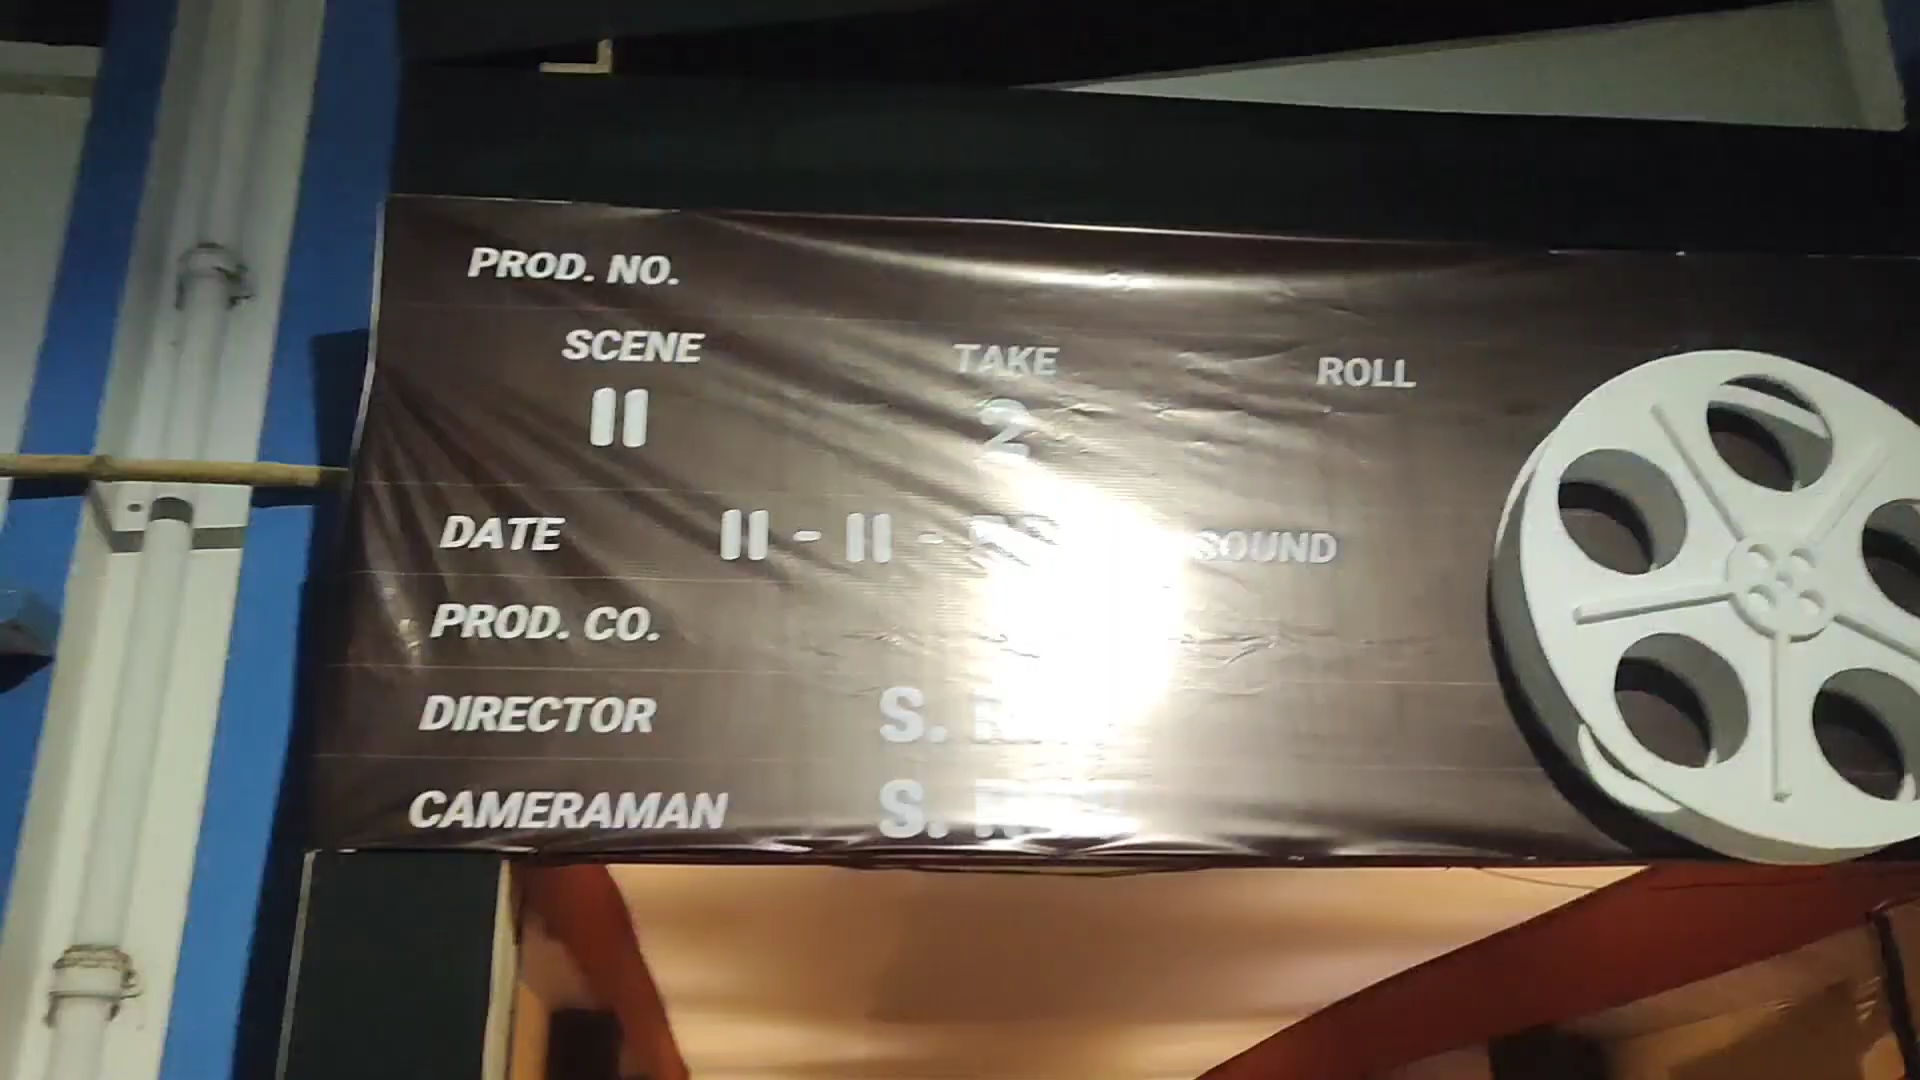 PROD. NO.
SCENE TAKE ROLL
11 2
DATE 11 - 11 - SOUND
PROD. CO.
DIRECTOR S.
CAMERAMAN S.